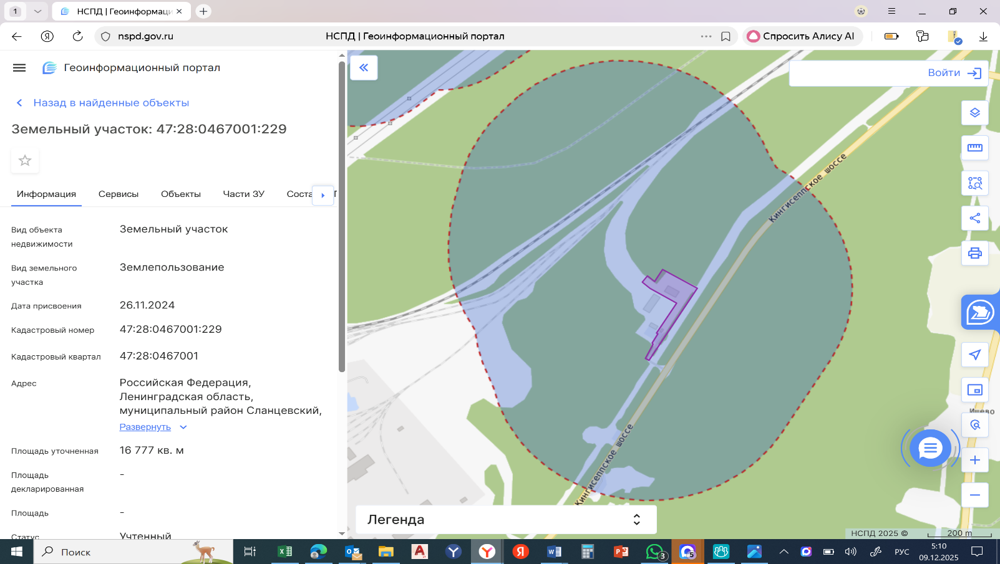 1
НСПД | Геоинформаци
nspd.gov.ru
НСПД | Геоинформационный портал
Спросить Алису AI
Геоинформационный портал
Войти
Назад в найденные объекты
Земельный участок: 47:28:0467001:229
Информация
Сервисы
Объекты
Части ЗУ
Соста
Вид объекта недвижимости
Земельный участок
Вид земельного участка
Землепользование
Дата присвоения
26.11.2024
Кадастровый номер
47:28:0467001:229
Кадастровый квартал
47:28:0467001
Адрес
Российская Федерация,
Ленинградская область,
муниципальный район Сланцевский,
Развернуть
Площадь уточненная
16 777 кв. м
Площадь декларированная
-
Площадь
-
Статус
Учтенный
Кингисеппское шоссе
Кингисеппское шоссе
Ищево
Легенда
НСПД 2025 ©
200 m
Поиск
3
5
РУС
5:10
09.12.2025